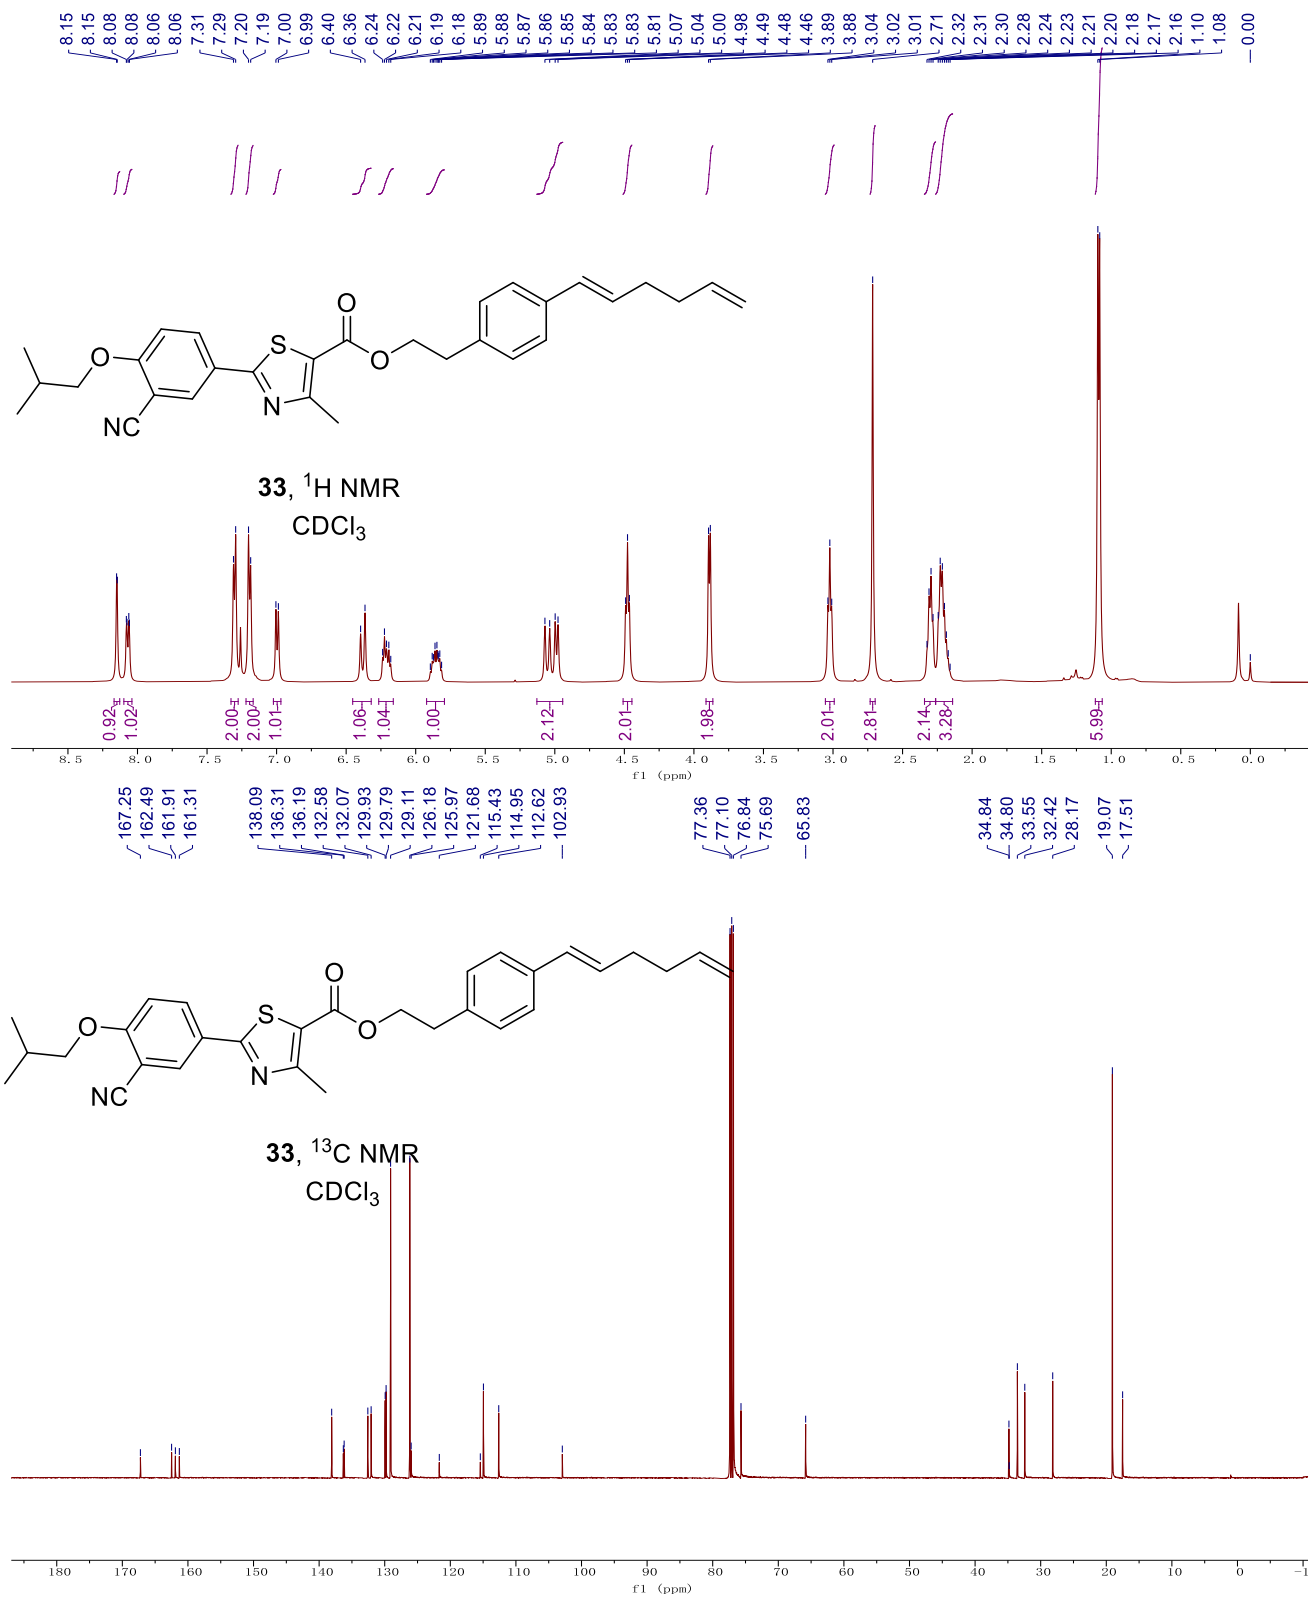 8.15 8.15 8.08 8.08 8.06 8.06 7.31 7.29 7.20 7.19 7.00 6.99 6.40 6.36 6.24 6.22 6.21 6.19 6.18 5.89 5.88 5.87 5.86 5.85 5.84 5.83 5.83 5.81 5.07 5.04 5.00 4.98 4.49 4.48 4.46 3.89 3.88 3.04 3.02 3.01 2.71 2.32 2.31 2.30 2.28 2.24 2.23 2.21 2.20 2.18 2.17 2.16 1.10 1.08 0.00
O
S
O
O
N
NC
33, ¹H NMR
CDCl₃
0.92 1.02 2.00 2.00 1.01 1.06 1.04 1.00 2.12 2.01 1.98 2.01 2.81 2.14 3.28 5.99
8.5 8.0 7.5 7.0 6.5 6.0 5.5 5.0 4.5 4.0 3.5 3.0 2.5 2.0 1.5 1.0 0.5 0.0
f1 (ppm)
167.25 162.49 161.91 161.31 138.09 136.31 136.19 132.58 132.07 129.93 129.79 129.11 126.18 125.97 121.68 115.43 114.95 112.62 102.93 77.36 77.10 76.84 75.69 65.83 34.84 34.80 33.55 32.42 28.17 19.07 17.51
O
S
O
O
N
NC
33, ¹³C NMR
CDCl₃
180 170 160 150 140 130 120 110 100 90 80 70 60 50 40 30 20 10 0 -1
f1 (ppm)